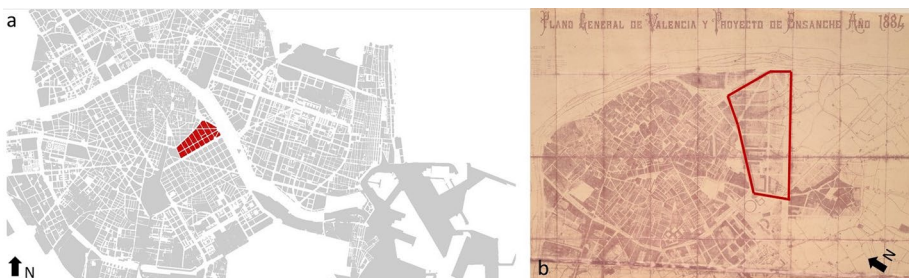 a
N
PLANO GENERAL DE VALENCIA Y PROYECTO DE ENSANCHE AÑO 1884
b
N